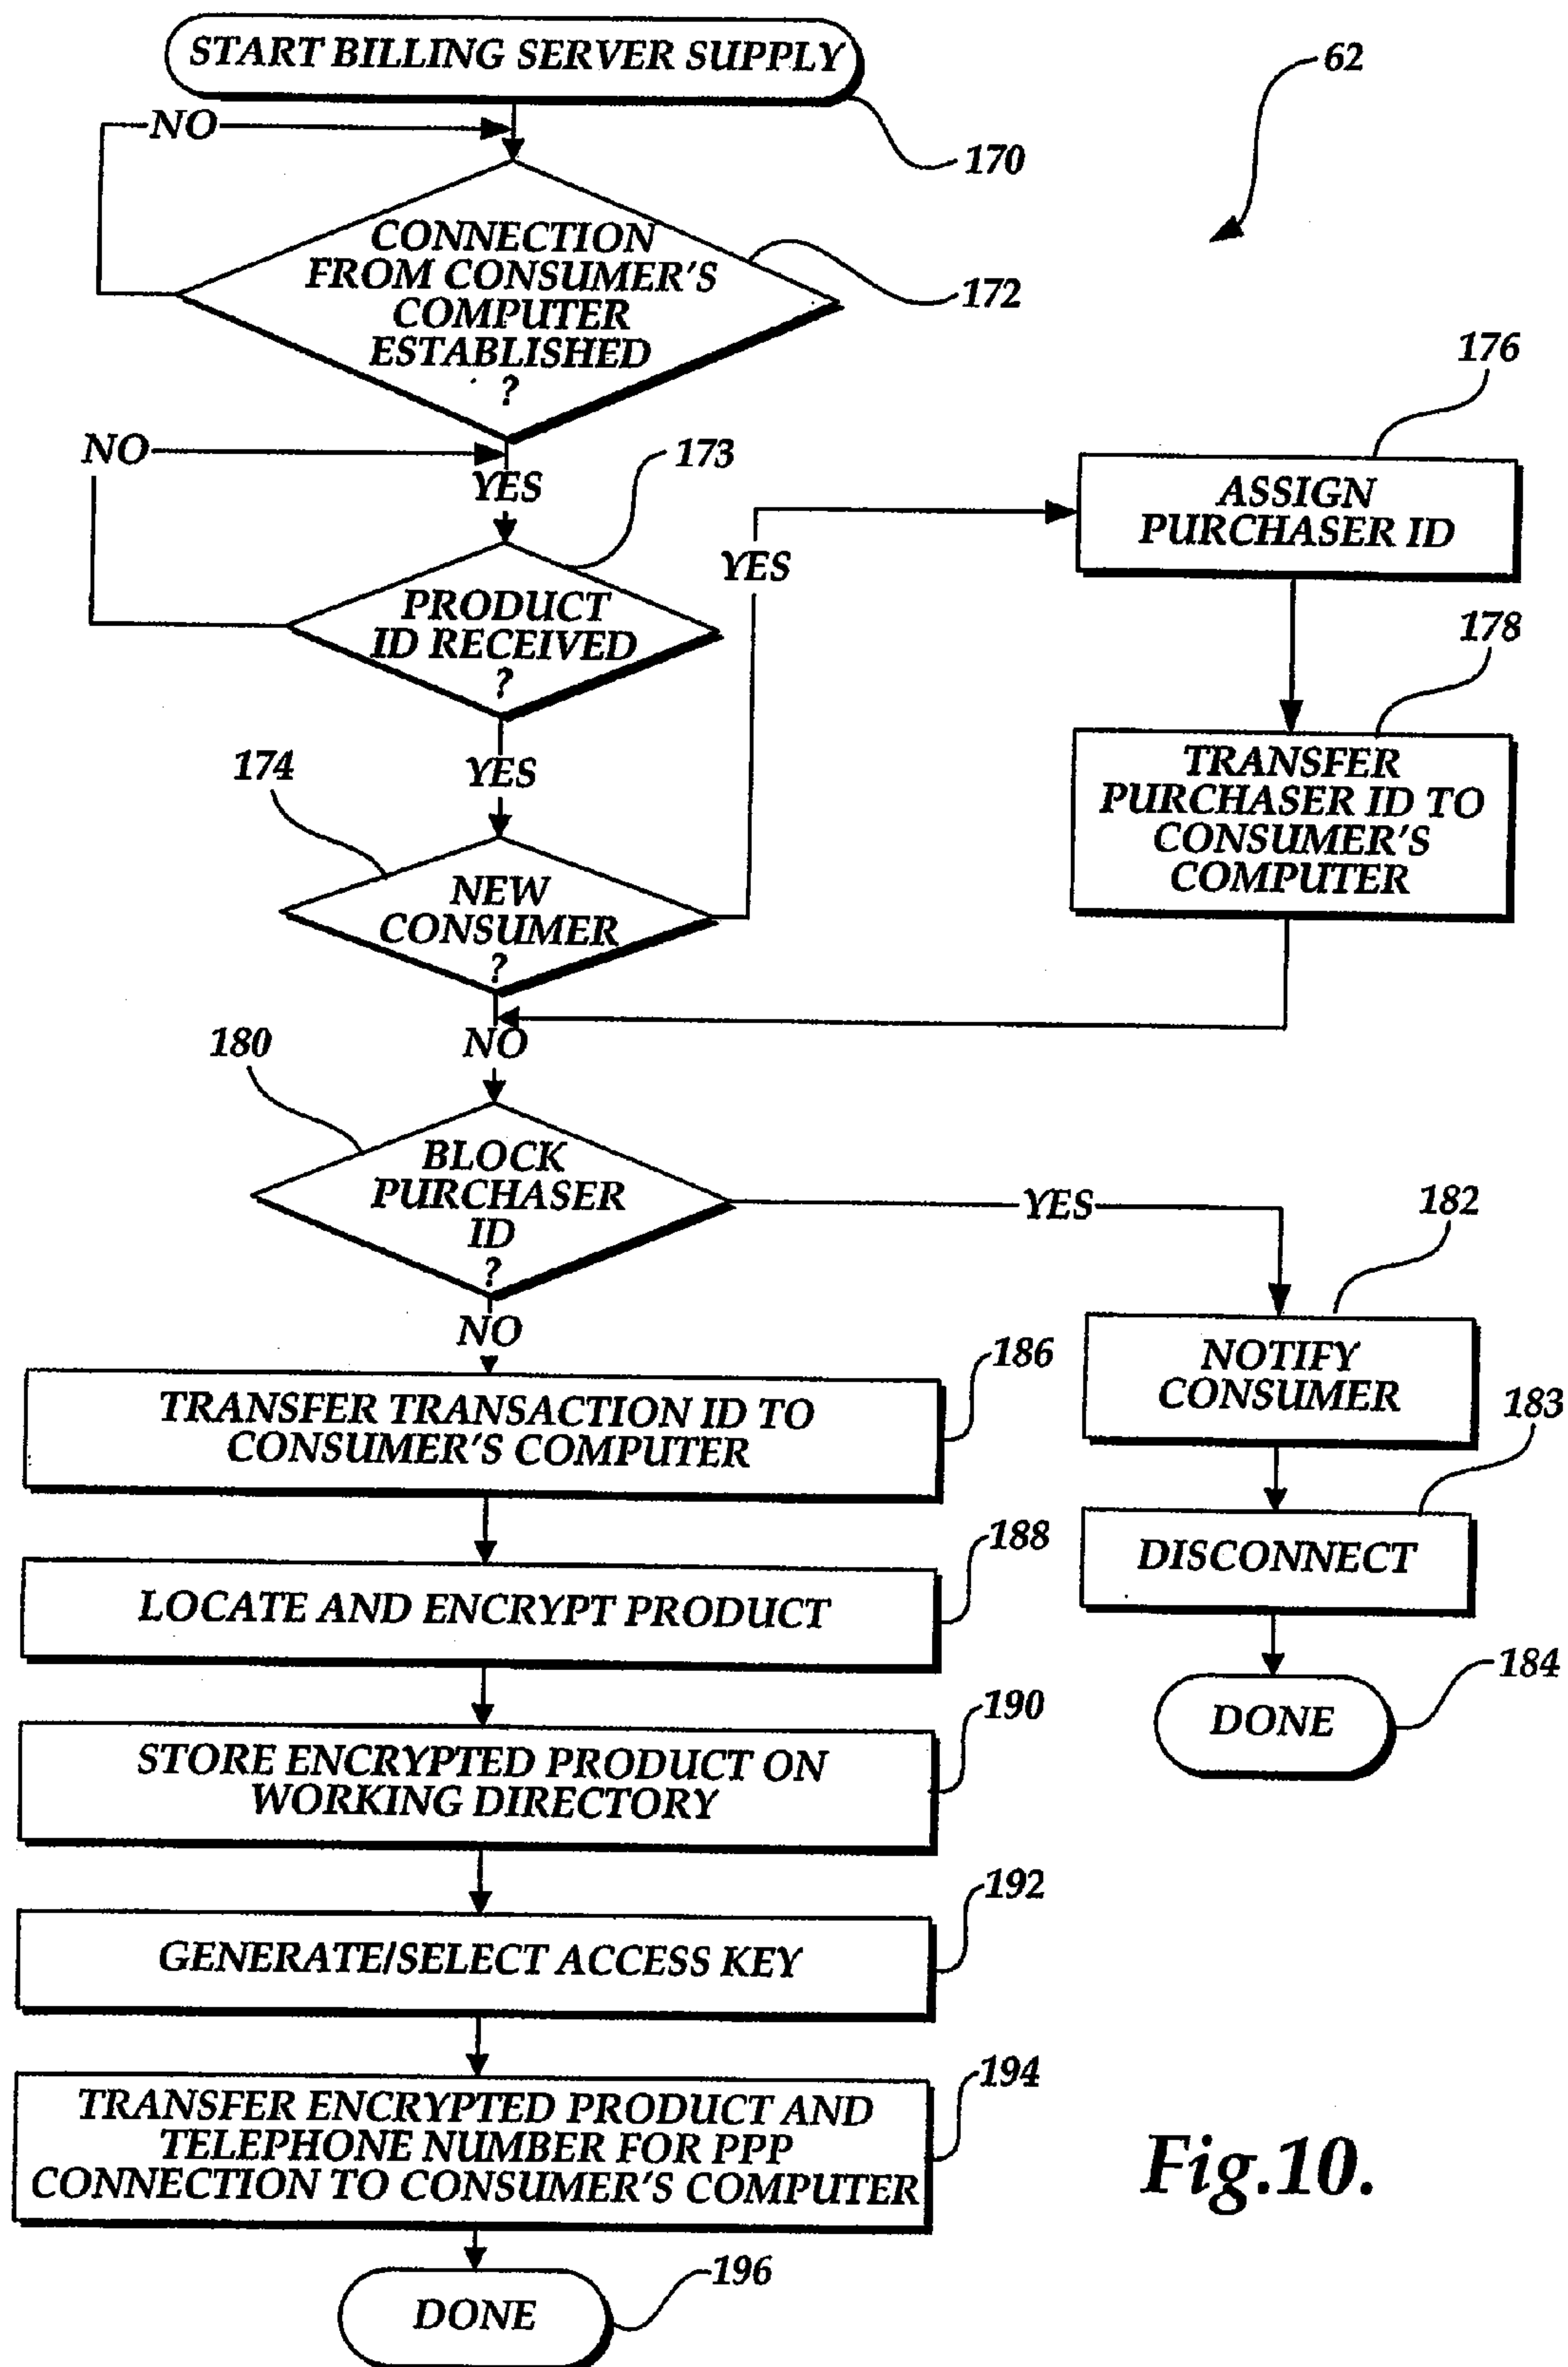 START BILLING SERVER SUPPLY
62
NO
170
CONNECTION
FROM CONSUMER'S
COMPUTER
ESTABLISHED
?
172
NO
YES
173
176
ASSIGN
PURCHASER ID
PRODUCT
ID RECEIVED
?
YES
178
TRANSFER
PURCHASER ID TO
CONSUMER'S
COMPUTER
YES
174
NEW
CONSUMER
?
NO
180
BLOCK
PURCHASER
ID
?
YES
182
NOTIFY
CONSUMER
183
DISCONNECT
184
DONE
NO
186
TRANSFER TRANSACTION ID TO
CONSUMER'S COMPUTER
188
LOCATE AND ENCRYPT PRODUCT
190
STORE ENCRYPTED PRODUCT ON
WORKING DIRECTORY
192
GENERATE/SELECT ACCESS KEY
194
TRANSFER ENCRYPTED PRODUCT AND
TELEPHONE NUMBER FOR PPP
CONNECTION TO CONSUMER'S COMPUTER
196
DONE
Fig.10.